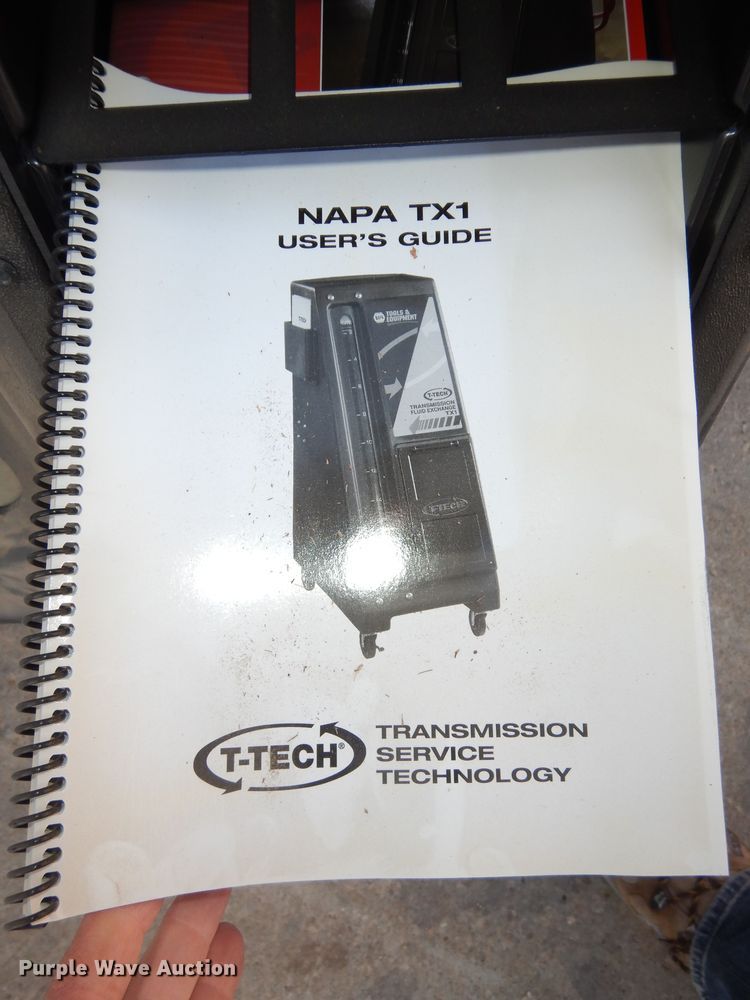 NAPA TX1
USER'S GUIDE
TOOLS &
EQUIPMENT
T-TECH
TRANSMISSION
FLUID EXCHANGE
TX1
T-TECH
T-TECH®
TRANSMISSION
SERVICE
TECHNOLOGY
Purple Wave Auction